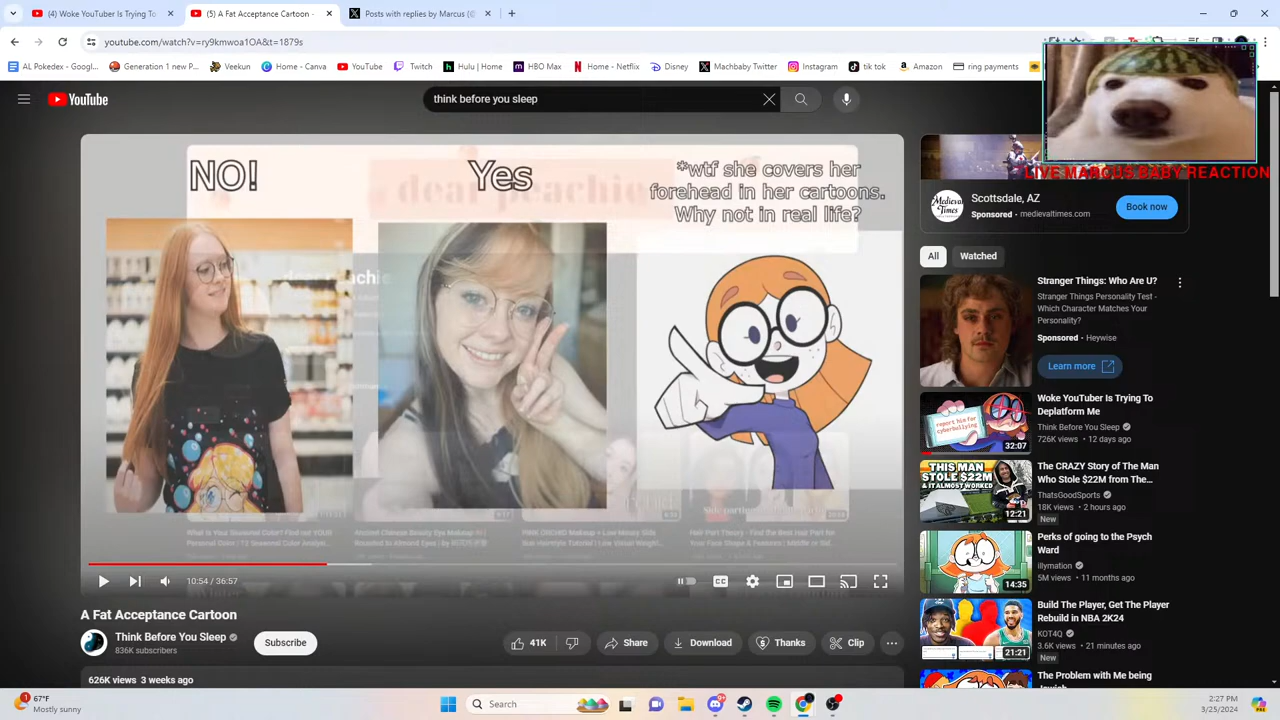 (4) Woke YouTuber Is Trying To
(5) A Fat Acceptance Cartoon -
Posts with replies by Marcus (@
youtube.com/watch?v=ry9kmwoa1OA&t=1879s
AL Pokedex - Googl...
Generation 1 new P...
Veekun
Home - Canva
YouTube
HBO Dx
Home - Netflix
Disney
Machbaby Twitter
Instagram
tik tok
Amazon
ring payments
YouTube
think before you sleep
LIVE MARCUS BABY REACTION
NO!
Yes
*wtf she covers her
forehead in her cartoons.
Why not in real life?
Scottsdale, AZ
Sponsored · medievaltimes.com
Book now
All
Watched
Stranger Things: Who Are U?
Stranger Things Personality Test -
Which Character Matches Your
Personality?
Sponsored · Heywise
Learn more
Woke YouTuber Is Trying To
Deplatform Me
Think Before You Sleep
726K views · 12 days ago
report him for
cyberbullying
32:07
The CRAZY Story of The Man
Who Stole $22M from The...
ThatsGoodSports
18K views · 2 hours ago
New
THIS MAN
STOLE $22M
& IT ALMOST WORKED
12:21
Perks of going to the Psych
Ward
illymation
5M views · 11 months ago
14:35
Build The Player, Get The Player
Rebuild in NBA 2K24
KOT4Q
3.6K views · 21 minutes ago
New
21:21
The Problem with Me being
10:54 / 36:57
A Fat Acceptance Cartoon
Think Before You Sleep
836K subscribers
Subscribe
41K
Share
Download
Thanks
Clip
626K views 3 weeks ago
67°F
Mostly sunny
Search
2:27 PM
3/25/2024